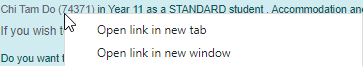 Chi Tam Do (74371) in Year 11 as a STANDARD student . Accommodation an
If you wish t
Open link in new tab
Open link in new window
Do you want t